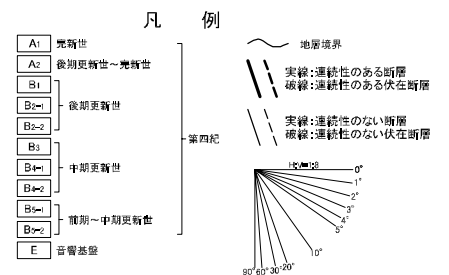 凡 例
A1 完新世
A2 後期更新世~完新世
B1
B2-1 後期更新世
B2-2
B3
B4-1 中期更新世
B4-2
B5-1 前期~中期更新世
B5-2
E 音響基盤
第四紀
地層境界
実線:連続性のある断層
破線:連続性のある伏在断層
実線:連続性のない断層
破線:連続性のない伏在断層
H:V=1:8
0°
1°
2°
3°
4°
5°
10°
90° 60° 30° 20°